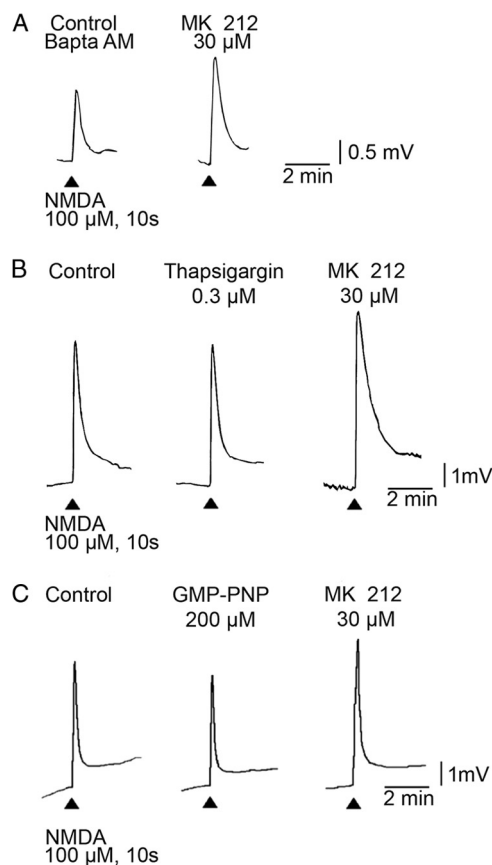 A
Control MK 212
Bapta AM 30 µM
0.5 mV
2 min
NMDA
100 µM, 10s
B
Control Thapsigargin MK 212
0.3 µM 30 µM
1mV
2 min
NMDA
100 µM, 10s
C
Control GMP-PNP MK 212
200 µM 30 µM
1mV
2 min
NMDA
100 µM, 10s